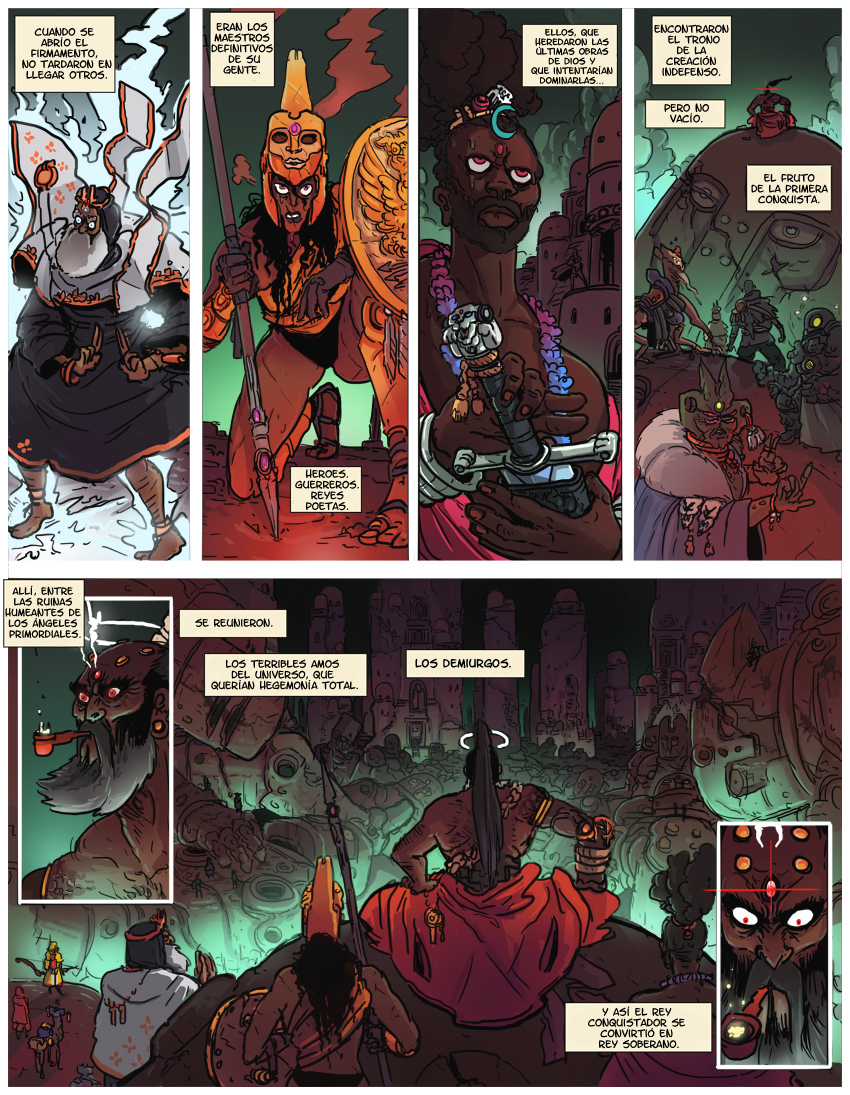 CUANDO SE
ABRÍO EL
FIRMAMENTO,
NO TARDARON EN
LLEGAR OTROS.
ERAN LOS
MAESTROS
DEFINITIVOS
DE SU
GENTE.
HEROES.
GUERREROS.
REYES
POETAS.
ELLOS, QUE
HEREDARON LAS
ÚLTIMAS OBRAS
DE DIOS Y
QUE INTENTARÍAN
DOMINARLAS...
ENCONTRARON
EL TRONO
DE LA
CREACIÓN
INDEFENSO.
PERO NO
VACÍO.
EL FRUTO
DE LA PRIMERA
CONQUISTA.
ALLÍ, ENTRE
LAS RUINAS
HUMEANTES DE
LOS ÁNGELES
PRIMORDIALES.
SE REUNIERON.
LOS TERRIBLES AMOS
DEL UNIVERSO, QUE
QUERÍAN HEGEMONÍA TOTAL.
LOS DEMIURGOS.
Y ASÍ EL REY
CONQUISTADOR SE
CONVIRTIÓ EN
REY SOBERANO.